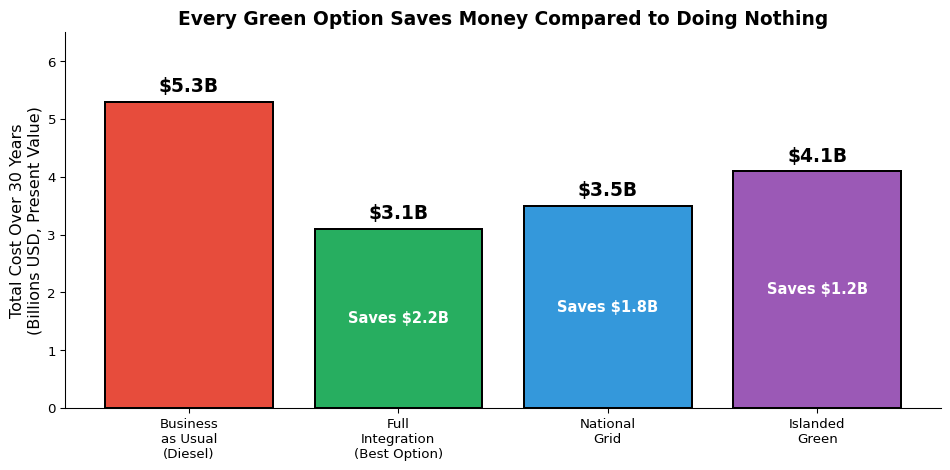 Every Green Option Saves Money Compared to Doing Nothing
Total Cost Over 30 Years
(Billions USD, Present Value)
6
5
4
3
2
1
0
$5.3B
$3.1B
$3.5B
$4.1B
Saves $2.2B
Saves $1.8B
Saves $1.2B
Business
as Usual
(Diesel)
Full
Integration
(Best Option)
National
Grid
Islanded
Green